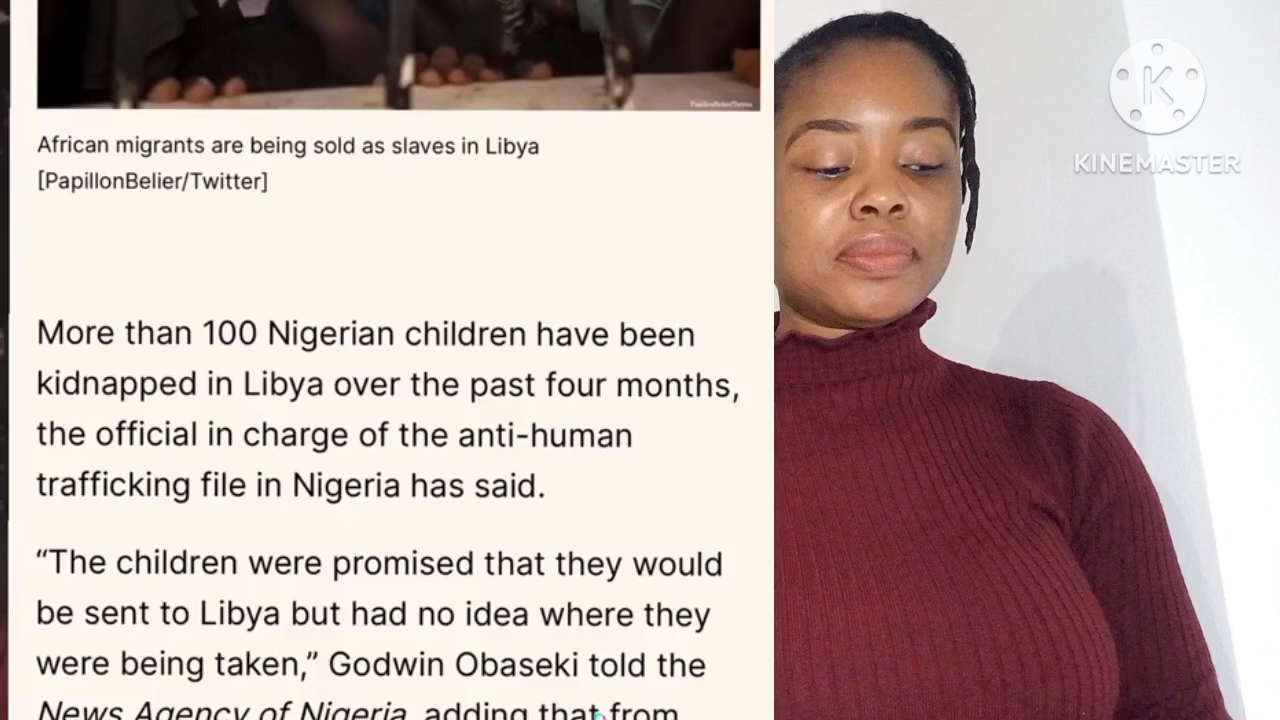 African migrants are being sold as slaves in Libya
[PapillonBelier/Twitter]
More than 100 Nigerian children have been
kidnapped in Libya over the past four months,
the official in charge of the anti-human
trafficking file in Nigeria has said.
“The children were promised that they would
be sent to Libya but had no idea where they
were being taken,” Godwin Obaseki told the
News Agency of Nigeria, adding that from
PapillonBelier/Twitter
K
KINEMASTER